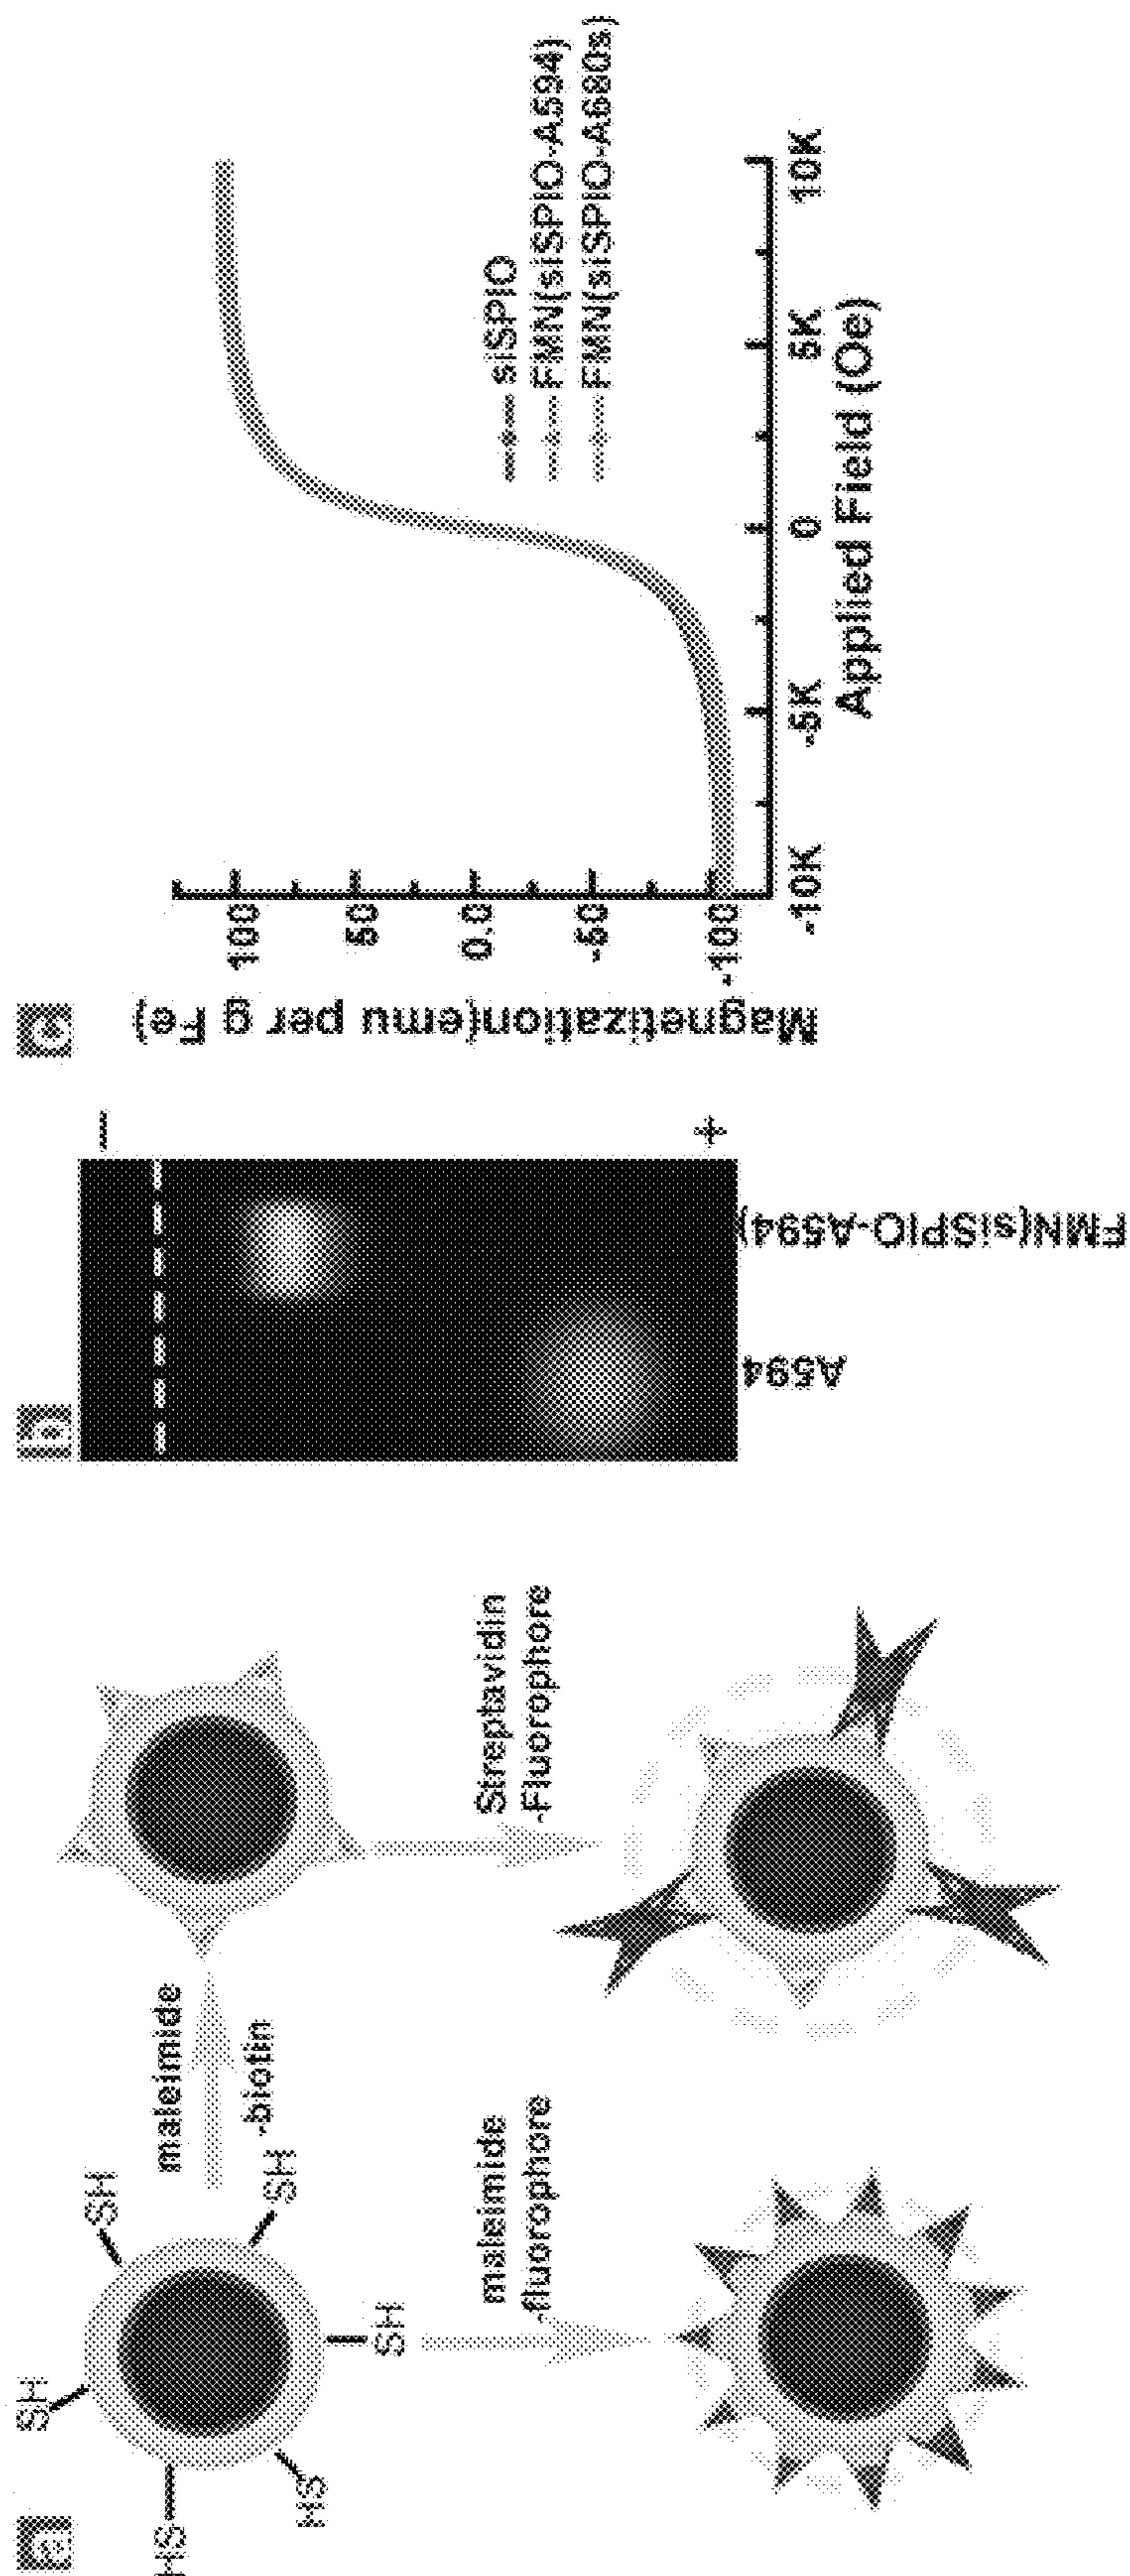 a
SH
SH
HS
HS
SH
SH
maleimide
-biotin
maleimide
-fluorophore
Streptavidin
-Fluorophore
b
−
+
A594
FMN(siSPIO-A594)
c
Magnetization(emu per g Fe)
100
50
0.0
-50
-100
-10K
-5K
0
5K
10K
Applied Field (Oe)
siSPIO
FMN(siSPIO-A594)
FMN(siSPIO-A680s)